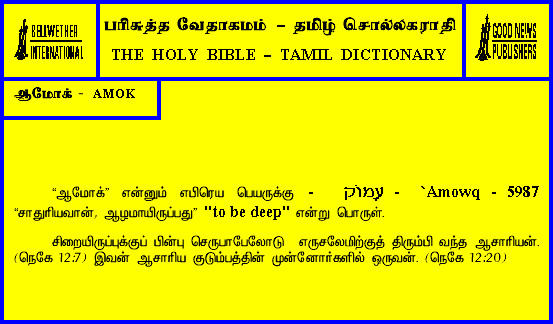 BELLWETHER
INTERNATIONAL
பரிசுத்த வேதாகமம் – தமிழ் சொல்லகராதி
THE HOLY BIBLE – TAMIL DICTIONARY
GOOD NEWS
PUBLISHERS
ஆமோக் - AMOK
“ஆமோக்” என்னும் எபிரெய பெயருக்கு - עָמוֹק - `Amowq - 5987
“சாதுரியவான், ஆழமாயிருப்பது” "to be deep" என்று பொருள்.
சிறையிருப்புக்குப் பின்பு செருபாபேலோடு எருசலேமிற்குத் திரும்பி வந்த ஆசாரியன்.
(நெகே 12:7) இவன் ஆசாரிய குடும்பத்தின் முன்னோர்களில் ஒருவன். (நெகே 12:20)